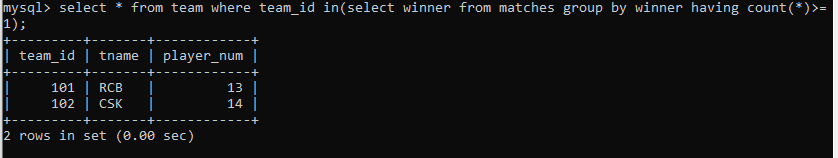 mysql> select * from team where team_id in(select winner from matches group by winner having count(*)>=
1);
+---------+-------+------------+
| team_id | tname | player_num |
+---------+-------+------------+
|     101 | RCB   |         13 |
|     102 | CSK   |         14 |
+---------+-------+------------+
2 rows in set (0.00 sec)